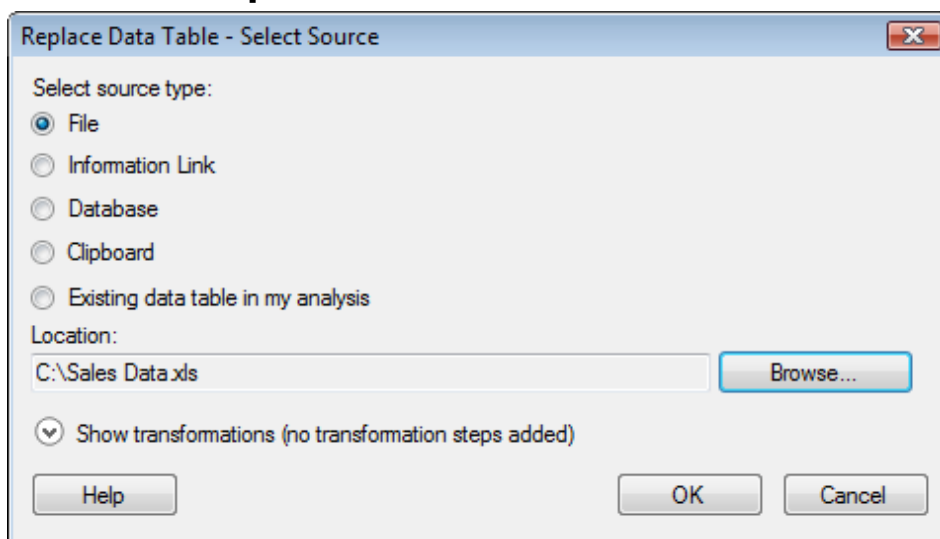 Replace Data Table - Select Source
Select source type:
File
Information Link
Database
Clipboard
Existing data table in my analysis
Location:
C:\Sales Data.xls
Browse...
Show transformations (no transformation steps added)
Help
OK
Cancel